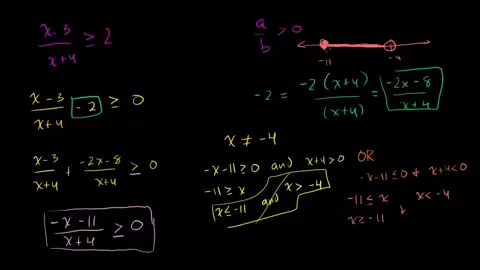 x-3/x+4 ≥ 2
x-3/x+4 - 2 ≥ 0
x-3/x+4 + -2x-8/x+4 ≥ 0
-x-11/x+4 ≥ 0
a/b > 0
-11 -4
-2 = -2(x+4)/(x+4) = -2x-8/x+4
x ≠ -4
-x-11≥0 and x+4>0
-11 ≥ x
x≤-11 and x > -4
OR
-x-11≤0 & x+4<0
-11 ≤ x x<-4
x≥-11 &